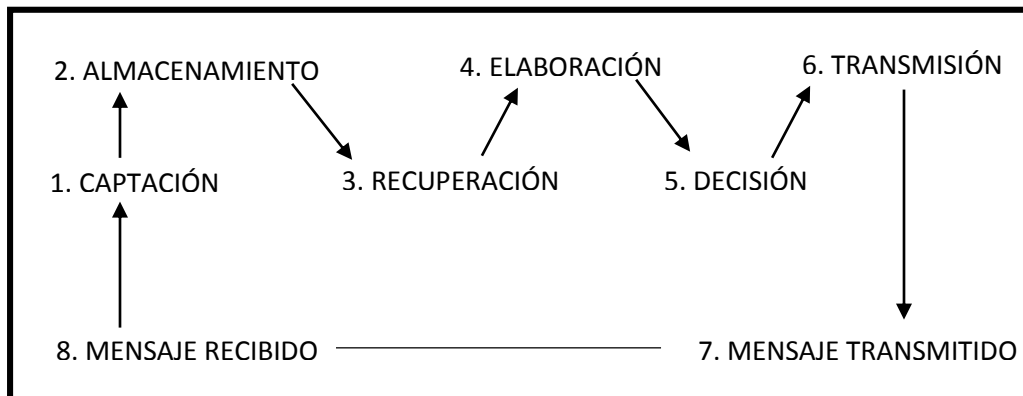 2. ALMACENAMIENTO
4. ELABORACIÓN
6. TRANSMISIÓN
1. CAPTACIÓN
3. RECUPERACIÓN
5. DECISIÓN
8. MENSAJE RECIBIDO
7. MENSAJE TRANSMITIDO